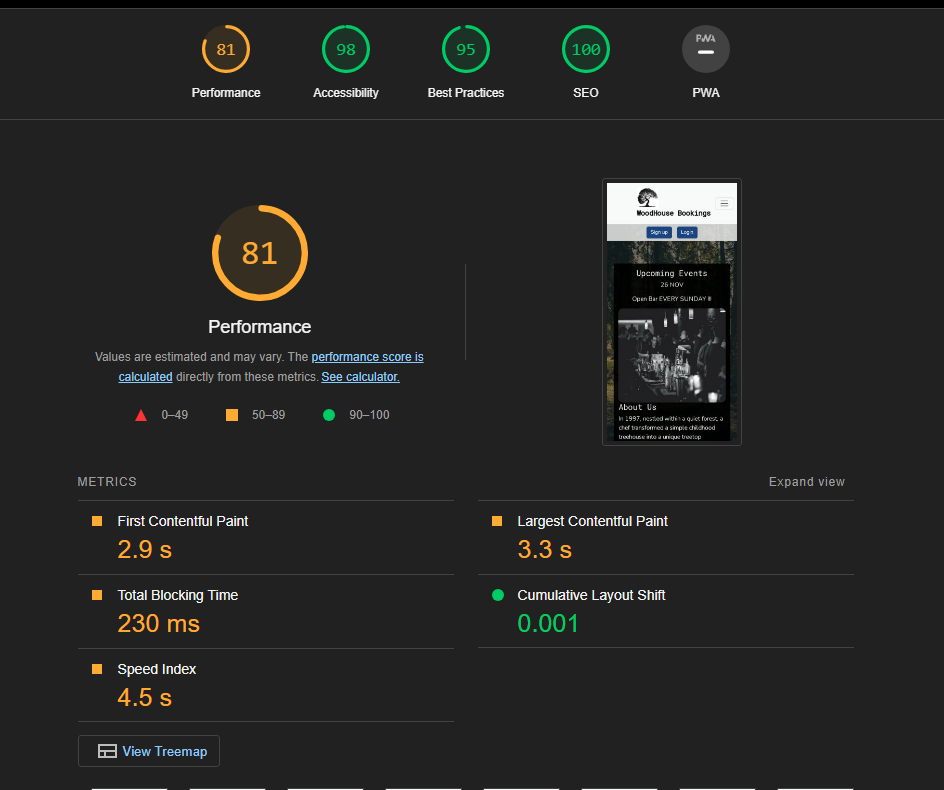 81
98
95
100
PWA
Performance
Accessibility
Best Practices
SEO
PWA
81
Performance
Values are estimated and may vary. The performance score is
calculated directly from these metrics. See calculator.
0–49
50–89
90–100
WoodHouse Bookings
Sign up
Login
Upcoming Events
26 NOV
Open Bar EVERY SUNDAY !!
About Us
In 1997, nestled within a quiet forest, a
chef transformed a simple childhood
treehouse into a unique treetop
METRICS
Expand view
First Contentful Paint
2.9 s
Largest Contentful Paint
3.3 s
Total Blocking Time
230 ms
Cumulative Layout Shift
0.001
Speed Index
4.5 s
View Treemap